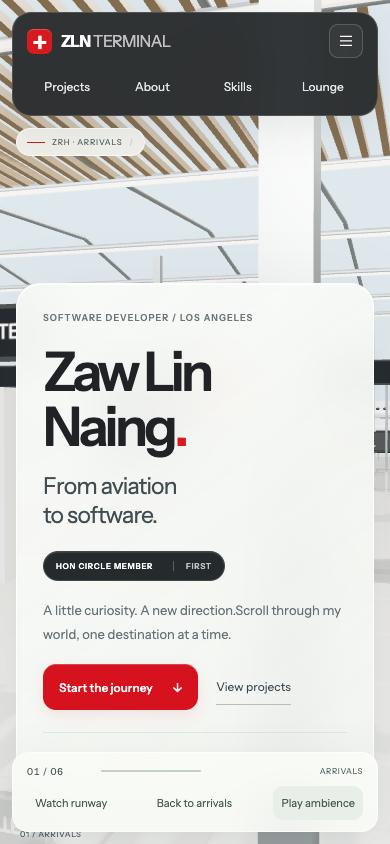 ZLN TERMINAL
Projects About Skills Lounge
ZRH · ARRIVALS /
TE
SOFTWARE DEVELOPER / LOS ANGELES
Zaw Lin
Naing.
From aviation
to software.
HON CIRCLE MEMBER FIRST
A little curiosity. A new direction.Scroll through my
world, one destination at a time.
Start the journey ↓ View projects
01 / 06 ARRIVALS
Watch runway Back to arrivals Play ambience
01 / ARRIVALS